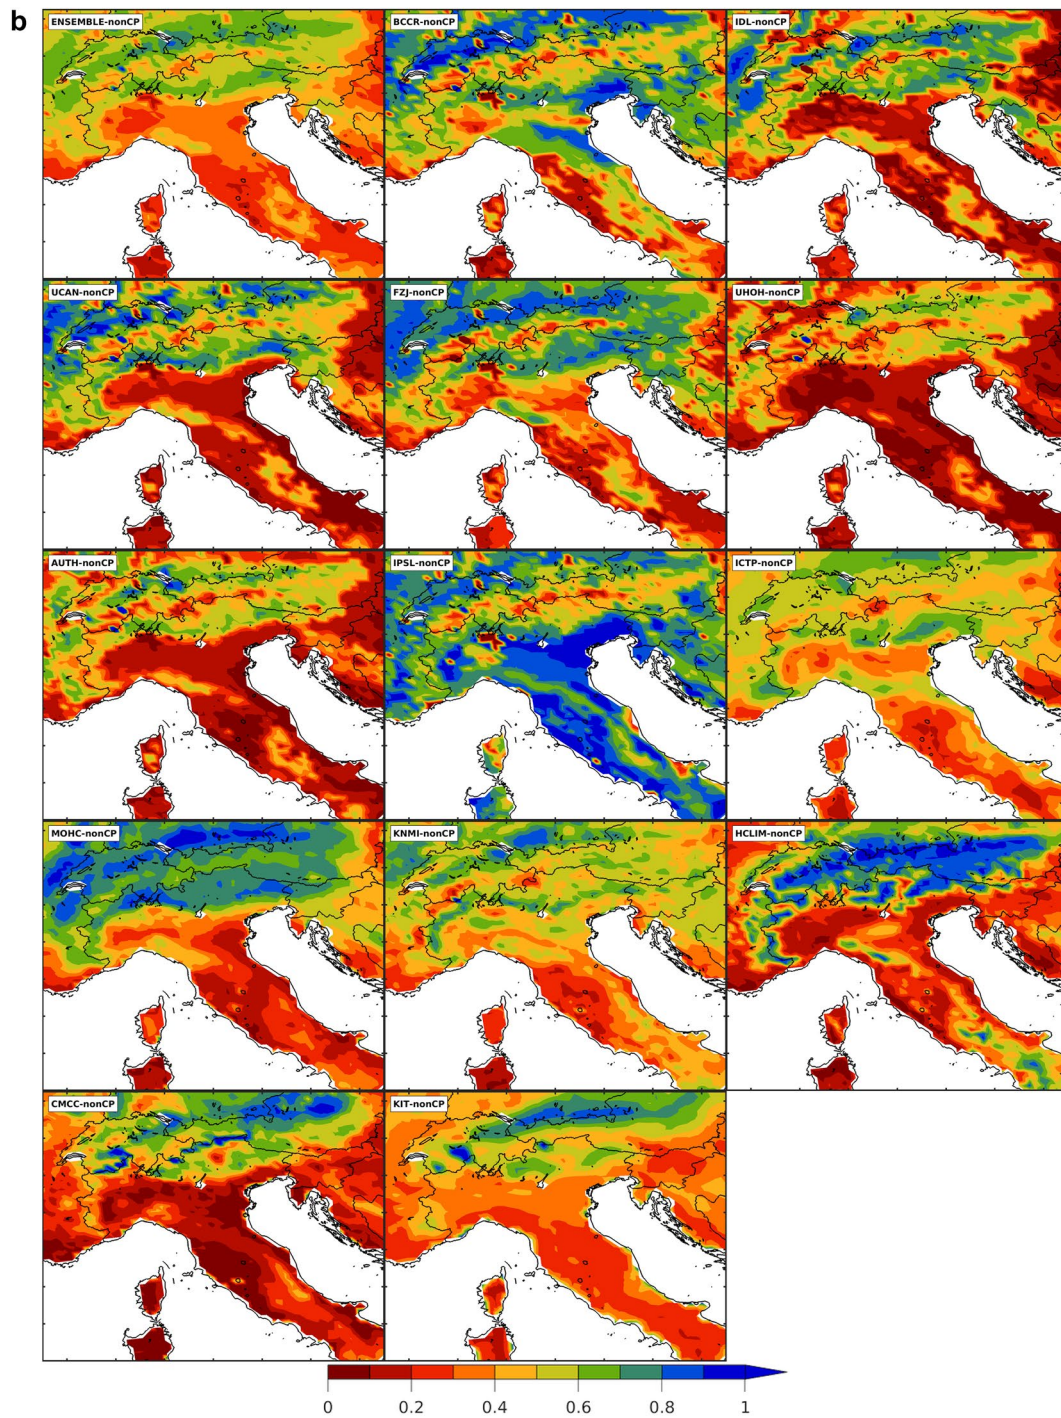 b
ENSEMBLE-nonCP
BCCR-nonCP
IDL-nonCP
UCAN-nonCP
FZJ-nonCP
UHOH-nonCP
AUTH-nonCP
IPSL-nonCP
ICTP-nonCP
MOHC-nonCP
KNMI-nonCP
HCLIM-nonCP
CMCC-nonCP
KIT-nonCP
0 0.2 0.4 0.6 0.8 1